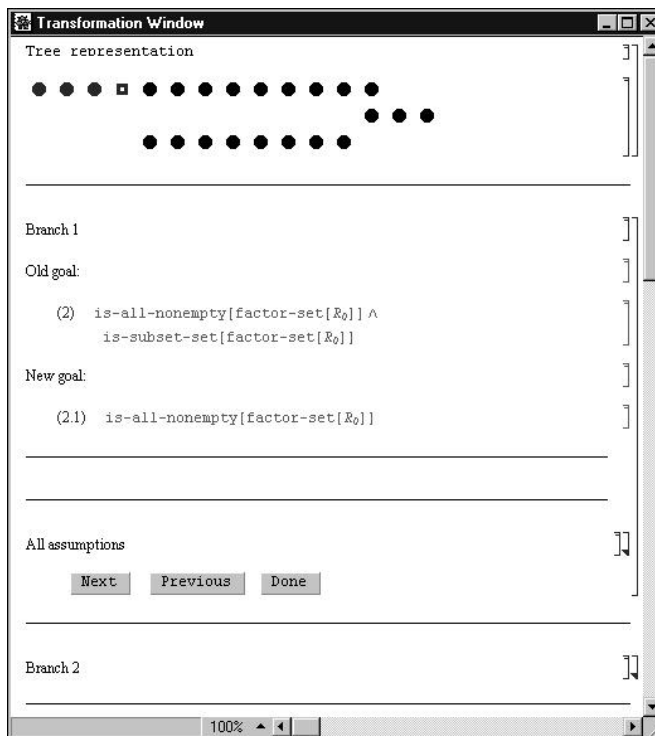 Transformation Window
Tree representation
Branch 1
Old goal:
(2) is-all-nonempty[factor-set[R₀]] ∧
is-subset-set[factor-set[R₀]]
New goal:
(2.1) is-all-nonempty[factor-set[R₀]]
All assumptions
Next Previous Done
Branch 2
100%